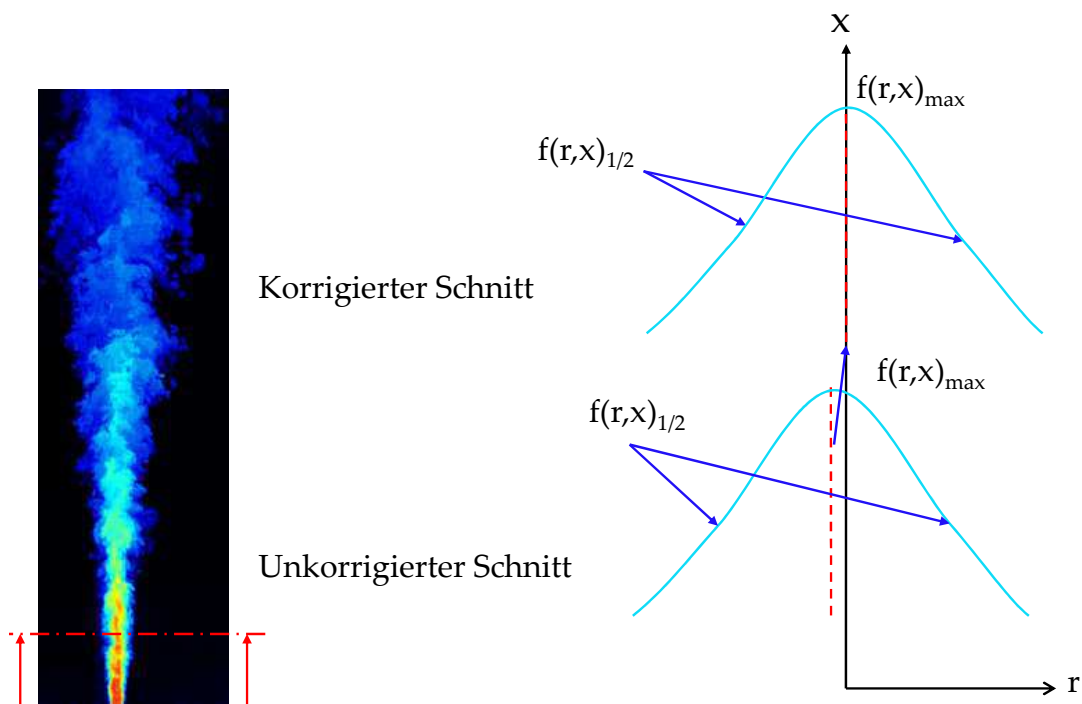 x
f(r,x)max
f(r,x)1/2
Korrigierter Schnitt
f(r,x)max
f(r,x)1/2
Unkorrigierter Schnitt
r